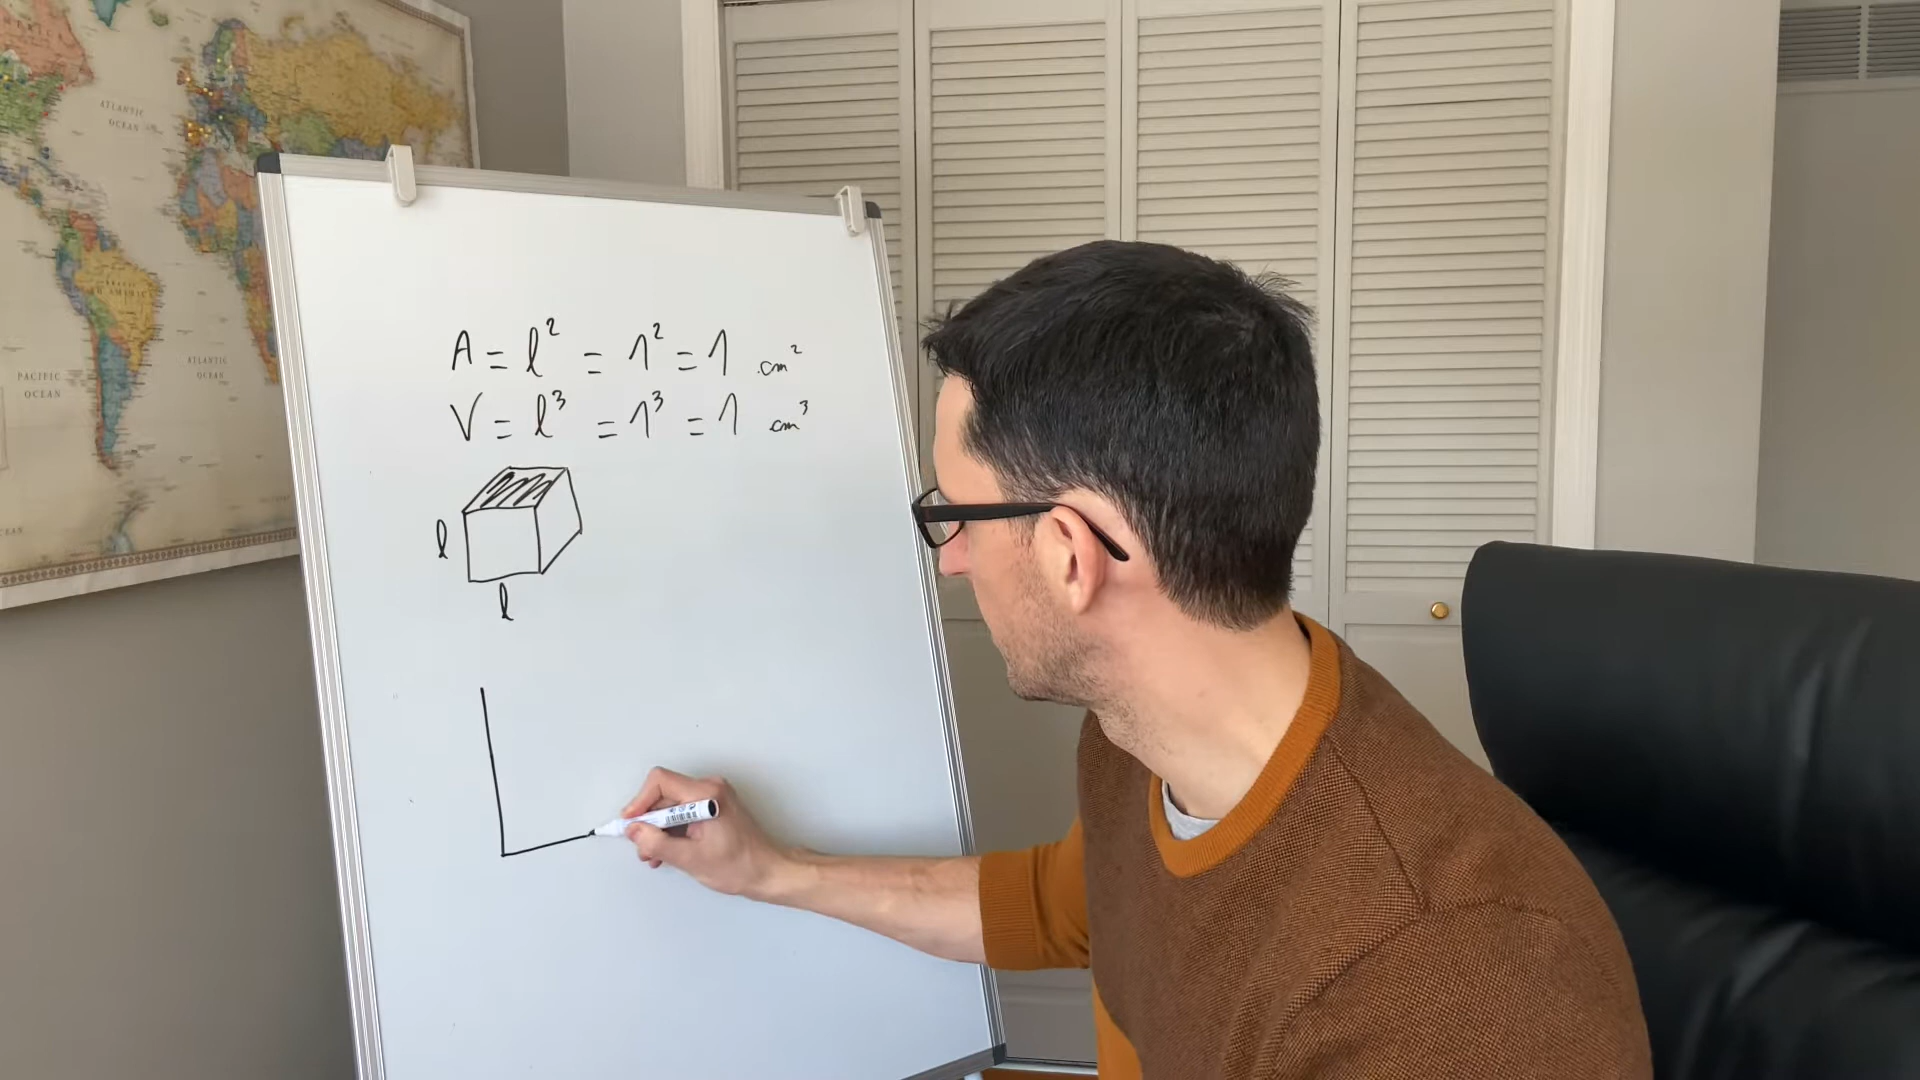 ATLANTIC
OCEAN
PACIFIC
OCEAN
ATLANTIC
OCEAN
A = l² = 1² = 1 cm²
V = l³ = 1³ = 1 cm³
l
l